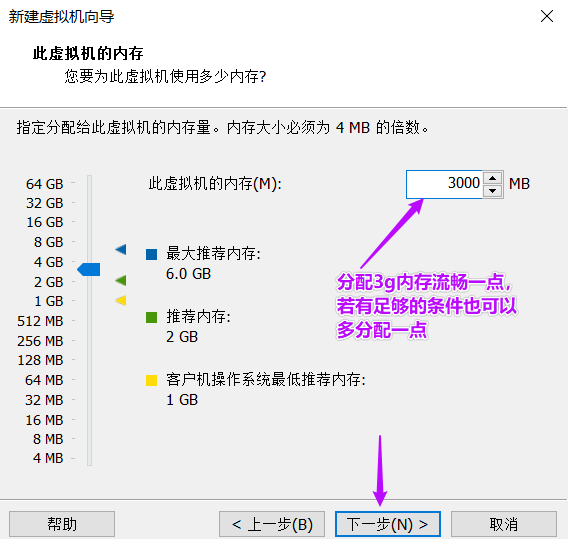 新建虚拟机向导
此虚拟机的内存
您要为此虚拟机使用多少内存?
指定分配给此虚拟机的内存量。内存大小必须为 4 MB 的倍数。
64 GB
32 GB
16 GB
8 GB
4 GB
2 GB
1 GB
512 MB
256 MB
128 MB
64 MB
32 MB
16 MB
8 MB
4 MB
此虚拟机的内存(M): 3000 MB
最大推荐内存:
6.0 GB
推荐内存:
2 GB
客户机操作系统最低推荐内存:
1 GB
分配3g内存流畅一点,
若有足够的条件也可以
多分配一点
帮助 < 上一步(B) 下一步(N) > 取消